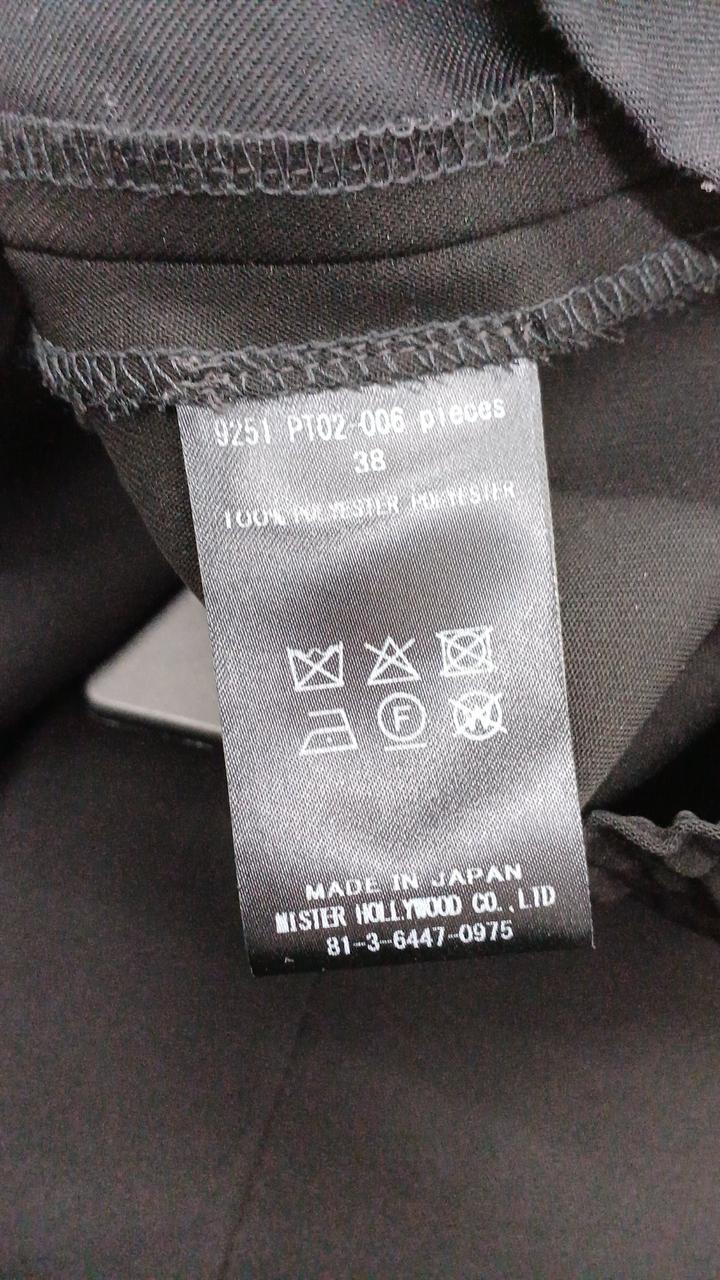 9251 PT02-006 pieces
38
100% POLYESTER POLYESTER
F
W
MADE IN JAPAN
MISTER HOLLYWOOD CO.,LTD
81-3-6447-0975